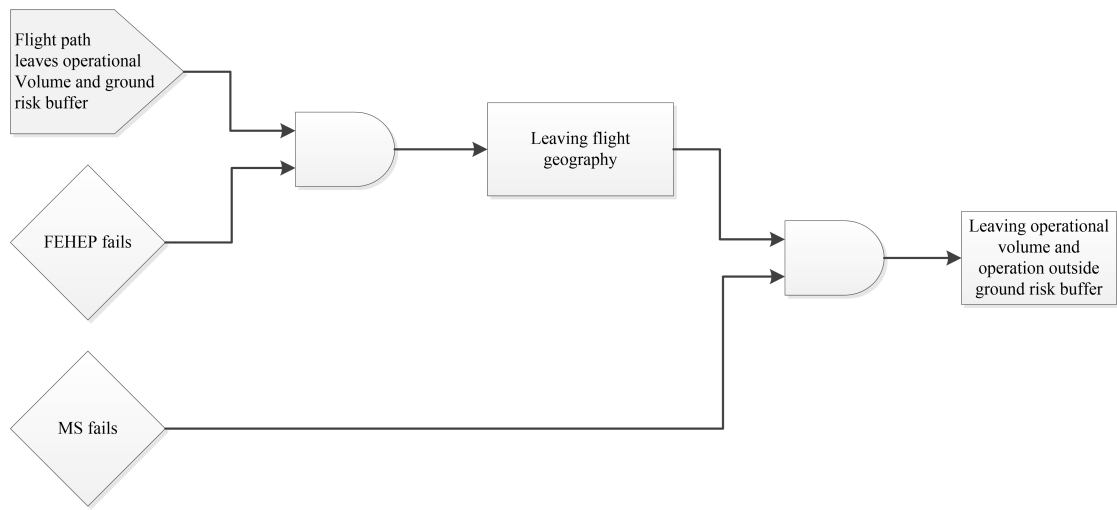 Flight path
leaves operational
Volume and ground
risk buffer
FEHEP fails
MS fails
Leaving flight
geography
Leaving operational
volume and
operation outside
ground risk buffer